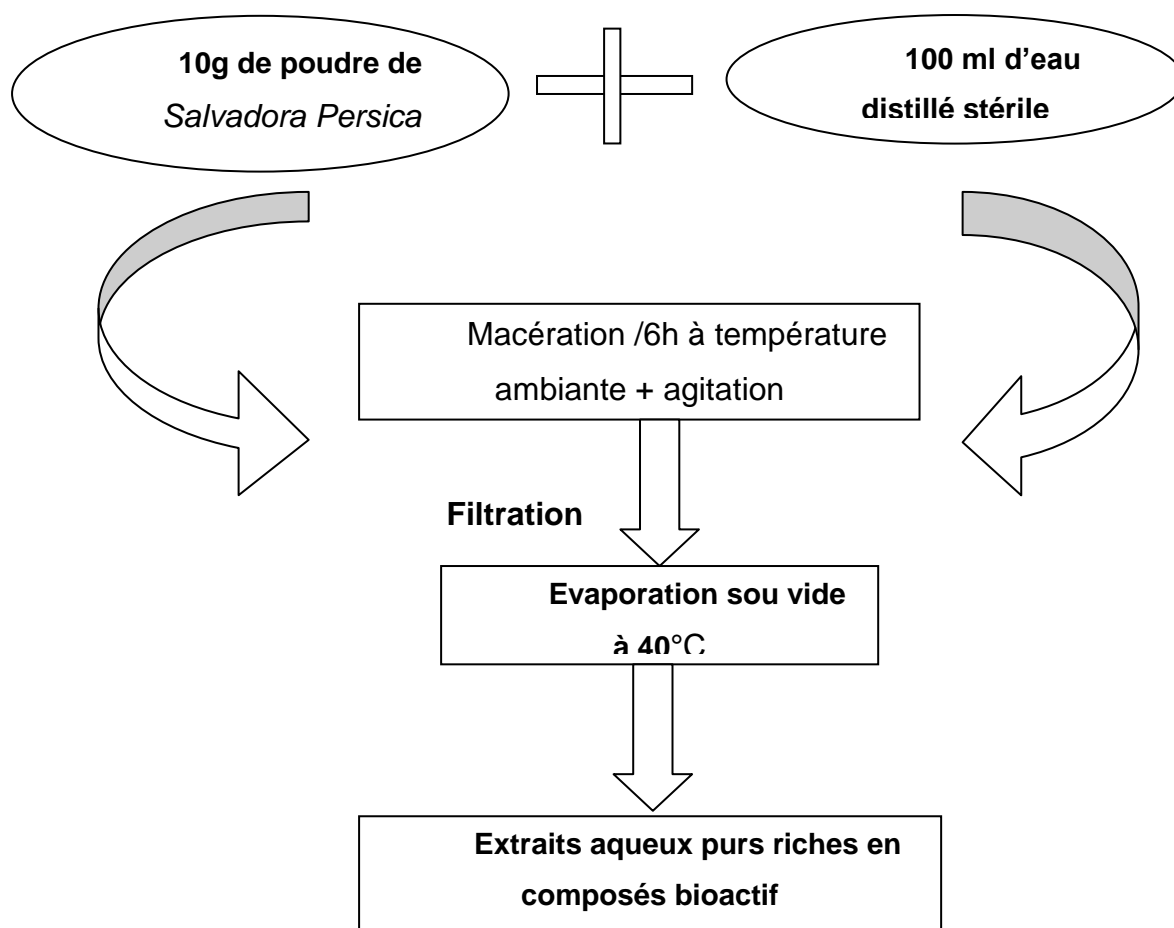 10g de poudre de
Salvadora Persica
100 ml d’eau
distillé stérile
Macération /6h à température
ambiante + agitation
Filtration
Evaporation sou vide
à 40°C
Extraits aqueux purs riches en
composés bioactif